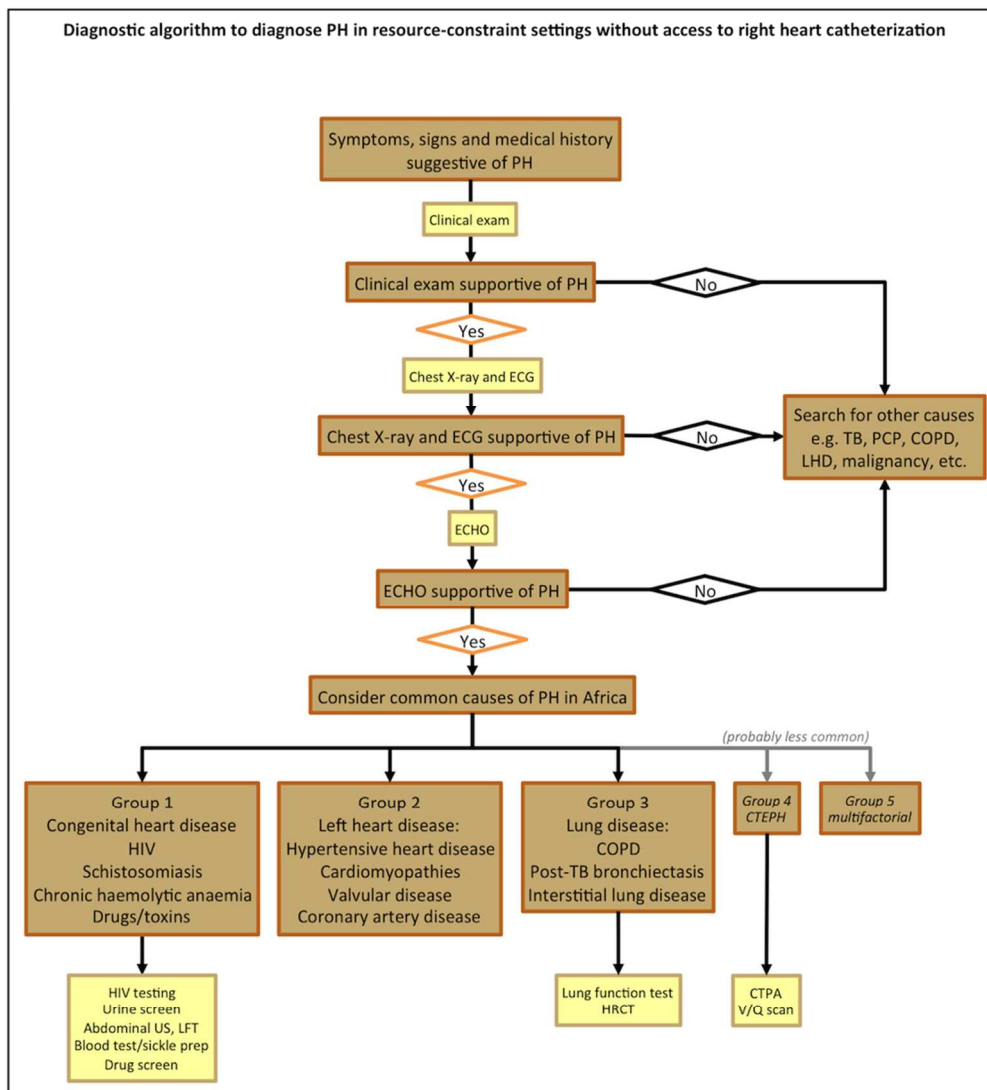 Diagnostic algorithm to diagnose PH in resource-constraint settings without access to right heart catheterization
Symptoms, signs and medical history
suggestive of PH
Clinical exam
Clinical exam supportive of PH
No
Yes
Chest X-ray and ECG
Chest X-ray and ECG supportive of PH
No
Search for other causes
e.g. TB, PCP, COPD,
LHD, malignancy, etc.
Yes
ECHO
ECHO supportive of PH
No
Yes
Consider common causes of PH in Africa
(probably less common)
Group 1
Congenital heart disease
HIV
Schistosomiasis
Chronic haemolytic anaemia
Drugs/toxins
Group 2
Left heart disease:
Hypertensive heart disease
Cardiomyopathies
Valvular disease
Coronary artery disease
Group 3
Lung disease:
COPD
Post-TB bronchiectasis
Interstitial lung disease
Group 4
CTEPH
Group 5
multifactorial
HIV testing
Urine screen
Abdominal US, LFT
Blood test/sickle prep
Drug screen
Lung function test
HRCT
CTPA
V/Q scan